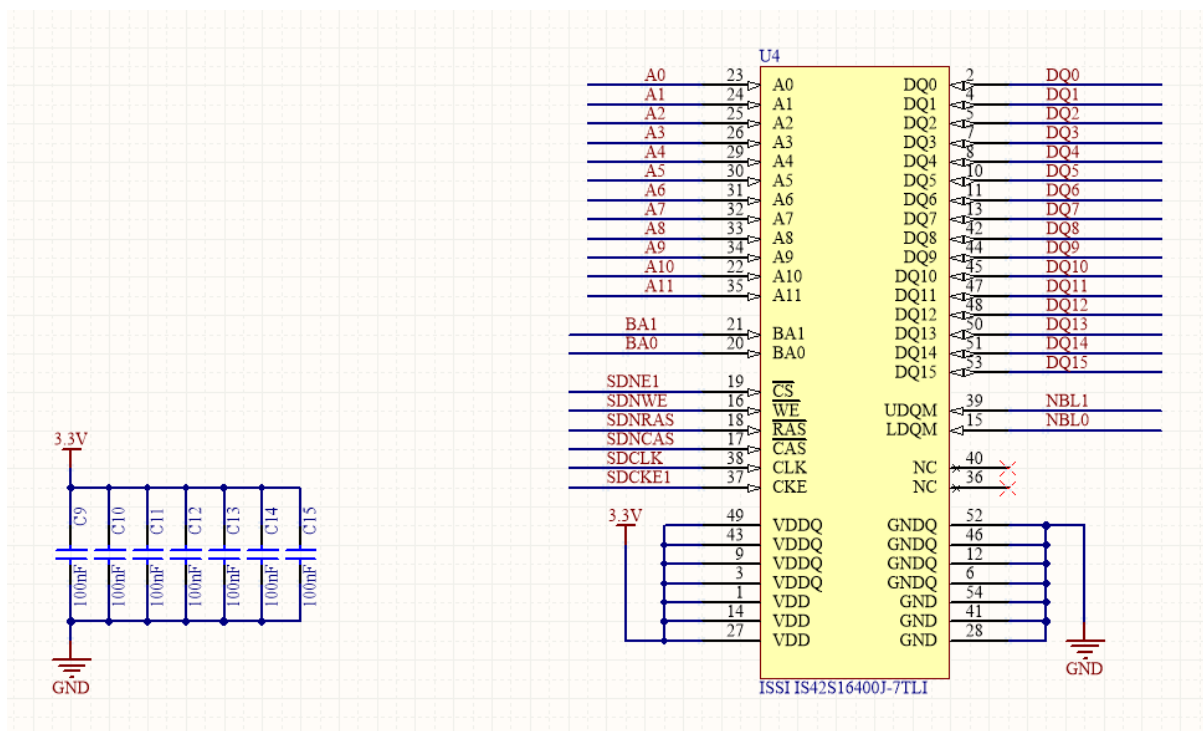 U4
A0 23 A0 DQ0 2 DQ0
A1 24 A1 DQ1 4 DQ1
A2 25 A2 DQ2 5 DQ2
A3 26 A3 DQ3 7 DQ3
A4 29 A4 DQ4 8 DQ4
A5 30 A5 DQ5 10 DQ5
A6 31 A6 DQ6 11 DQ6
A7 32 A7 DQ7 13 DQ7
A8 33 A8 DQ8 42 DQ8
A9 34 A9 DQ9 44 DQ9
A10 22 A10 DQ10 45 DQ10
A11 35 A11 DQ11 47 DQ11
DQ12 48 DQ12
BA1 21 BA1 DQ13 50 DQ13
BA0 20 BA0 DQ14 51 DQ14
DQ15 53 DQ15
SDNE1 19 CS
SDNWE 16 WE UDQM 39 NBL1
SDNRAS 18 RAS LDQM 15 NBL0
SDNCAS 17 CAS
SDCLK 38 CLK NC 40
SDCKE1 37 CKE NC 36
3.3V
C9 C10 C11 C12 C13 C14 C15
100nF 100nF 100nF 100nF 100nF 100nF 100nF
GND
3.3V
49 VDDQ GNDQ 52
43 VDDQ GNDQ 46
9 VDDQ GNDQ 12
3 VDDQ GNDQ 6
1 VDD GND 54
14 VDD GND 41
27 VDD GND 28
GND
ISSI IS42S16400J-7TLI